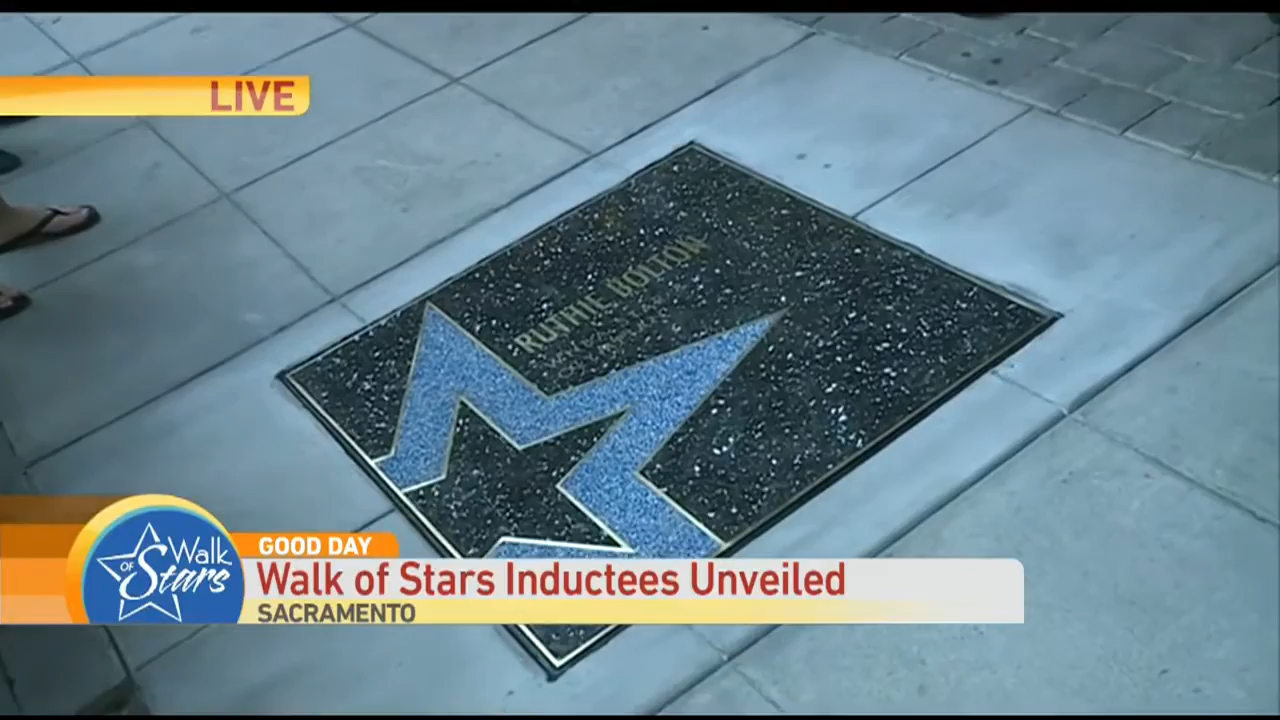 LIVE
RUTHIE BOLTON
Walk
OF
Stars
GOOD DAY
Walk of Stars Inductees Unveiled
SACRAMENTO